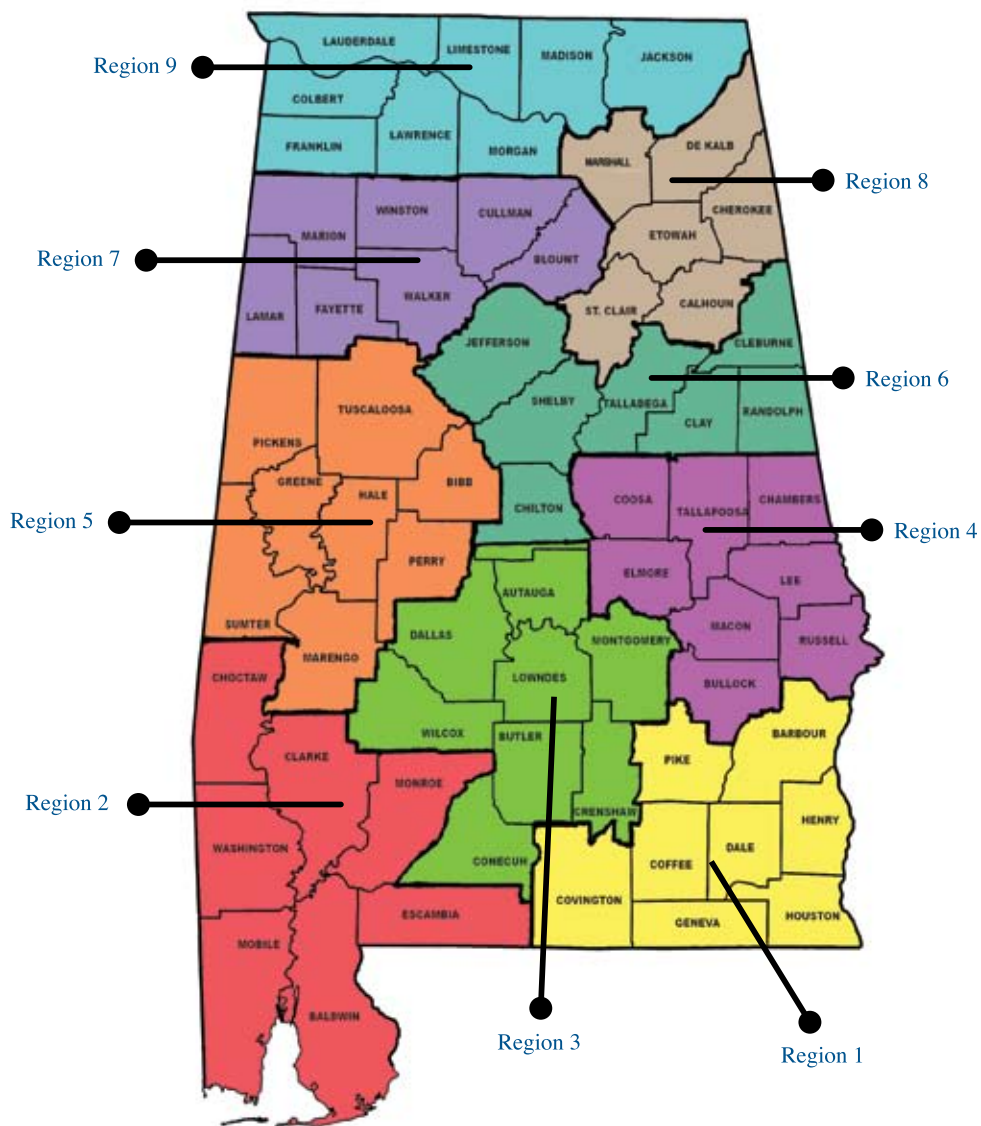 LAUDERDALE
LIMESTONE
MADISON
JACKSON
Region 9
COLBERT
FRANKLIN
LAWRENCE
MORGAN
MARSHALL
DE KALB
Region 8
CHEROKEE
ETOWAH
WINSTON
CULLMAN
MARION
BLOUNT
Region 7
WALKER
FAYETTE
LAMAR
ST. CLAIR
CALHOUN
JEFFERSON
CLEBURNE
Region 6
SHELBY
TALLADEGA
CLAY
RANDOLPH
TUSCALOOSA
PICKENS
GREENE
HALE
BIBB
CHILTON
COOSA
TALLAPOOSA
CHAMBERS
Region 5
Region 4
PERRY
ELMORE
LEE
AUTAUGA
SUMTER
DALLAS
MONTGOMERY
MACON
RUSSELL
MARENGO
CHOCTAW
LOWNDES
BULLOCK
WILCOX
BUTLER
BARBOUR
CLARKE
PIKE
MONROE
Region 2
CRENSHAW
HENRY
WASHINGTON
CONECUH
COFFEE
DALE
COVINGTON
ESCAMBIA
GENEVA
HOUSTON
MOBILE
BALDWIN
Region 3
Region 1